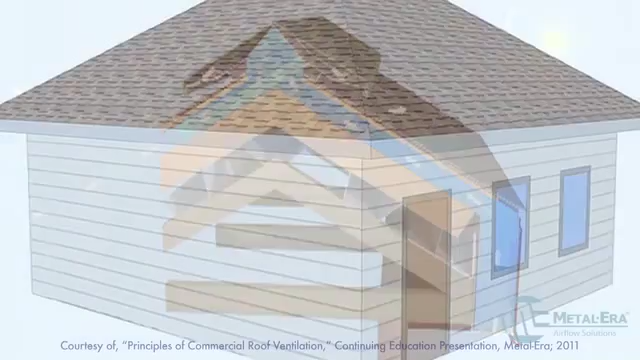 METAL-ERA
Airflow Solutions
Courtesy of, “Principles of Commercial Roof Ventilation,” Continuing Education Presentation, Metal-Era; 2011